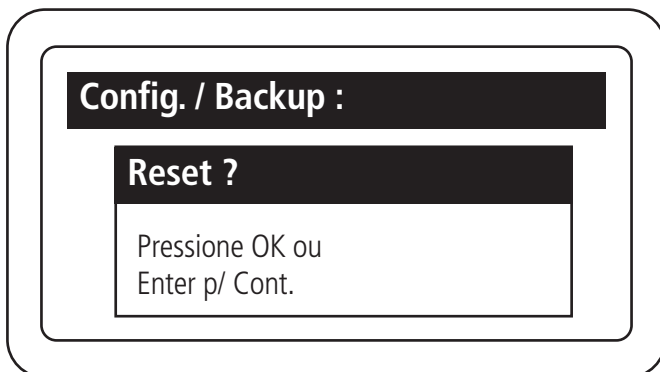 Config. / Backup :
Reset ?
Pressione OK ou
Enter p/ Cont.